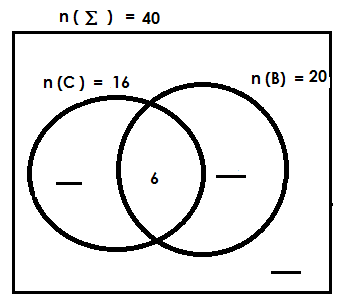 n ( Σ ) = 40
n (C ) = 16
n (B) = 20
6